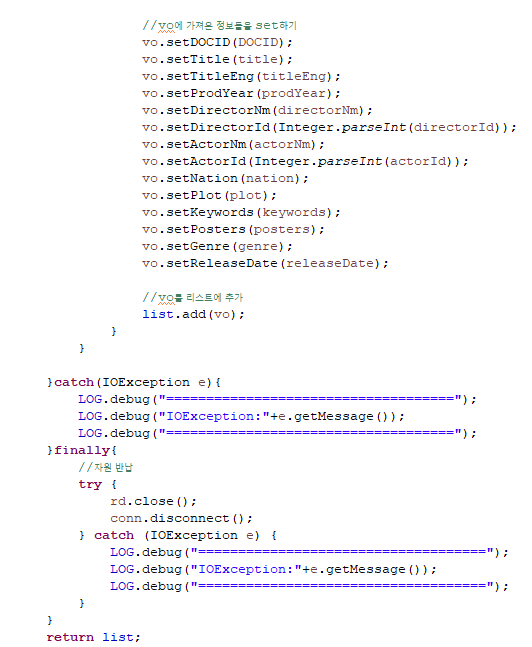 //vo에 가져온 정보들을 set하기
vo.setDOCID(DOCID);
vo.setTitle(title);
vo.setTitleEng(titleEng);
vo.setProdYear(prodYear);
vo.setDirectorNm(directorNm);
vo.setDirectorId(Integer.parseInt(directorId));
vo.setActorNm(actorNm);
vo.setActorId(Integer.parseInt(actorId));
vo.setNation(nation);
vo.setPlot(plot);
vo.setKeywords(keywords);
vo.setPosters(posters);
vo.setGenre(genre);
vo.setReleaseDate(releaseDate);
//vo를 리스트에 추가
list.add(vo);
}
}
}catch(IOException e){
LOG.debug("====================================");
LOG.debug("IOException:"+e.getMessage());
LOG.debug("====================================");
}finally{
//자원 반납
try {
rd.close();
conn.disconnect();
} catch (IOException e) {
LOG.debug("====================================");
LOG.debug("IOException:"+e.getMessage());
LOG.debug("====================================");
}
}
return list;